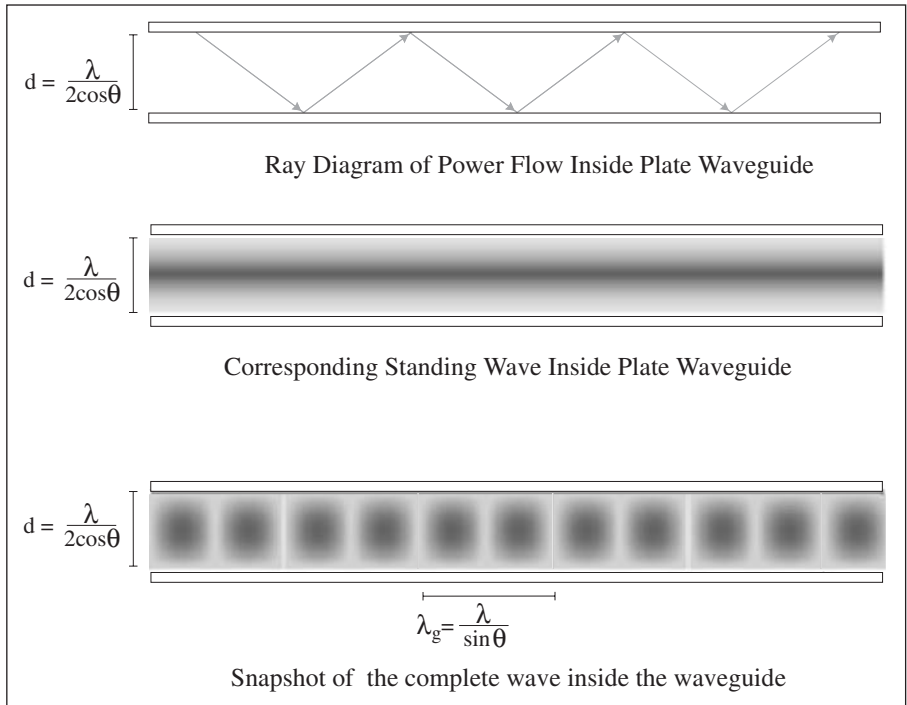 d = λ / 2cosθ
Ray Diagram of Power Flow Inside Plate Waveguide
d = λ / 2cosθ
Corresponding Standing Wave Inside Plate Waveguide
d = λ / 2cosθ
λg = λ / sinθ
Snapshot of the complete wave inside the waveguide